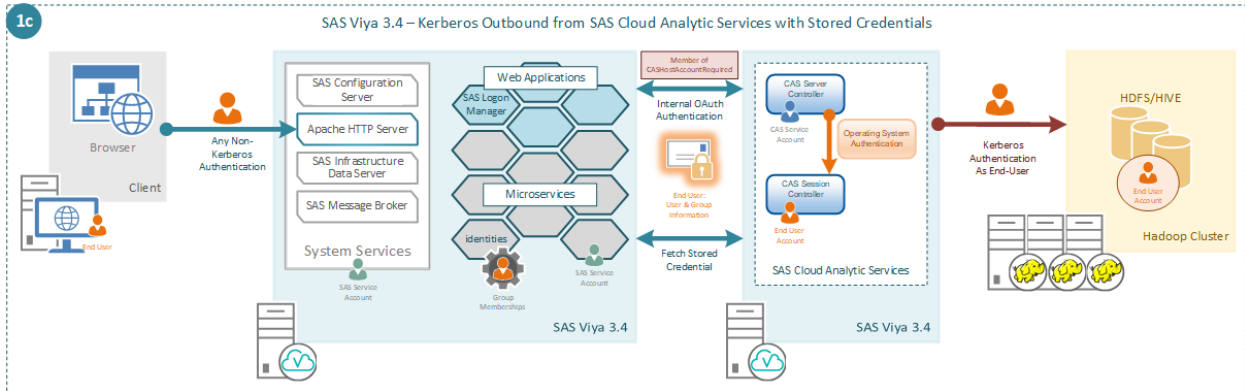 1c
SAS Viya 3.4 – Kerberos Outbound from SAS Cloud Analytic Services with Stored Credentials
Browser
Client
End User
Any Non-
Kerberos
Authentication
SAS Configuration
Server
Apache HTTP Server
SAS Infrastructure
Data Server
SAS Message Broker
System Services
SAS Service
Account
Web Applications
SAS Logon
Manager
Microservices
identities
Group
Memberships
SAS Service
Account
SAS Viya 3.4
Member of
CASHostAccountRequired
Internal OAuth
Authentication
End User:
User & Group
Information
Fetch Stored
Credential
CAS Server
Controller
CAS Service
Account
Operating System
Authentication
CAS Session
Controller
End User
Account
SAS Cloud Analytic Services
SAS Viya 3.4
Kerberos
Authentication
As End-User
HDFS/HIVE
End User
Account
Hadoop Cluster